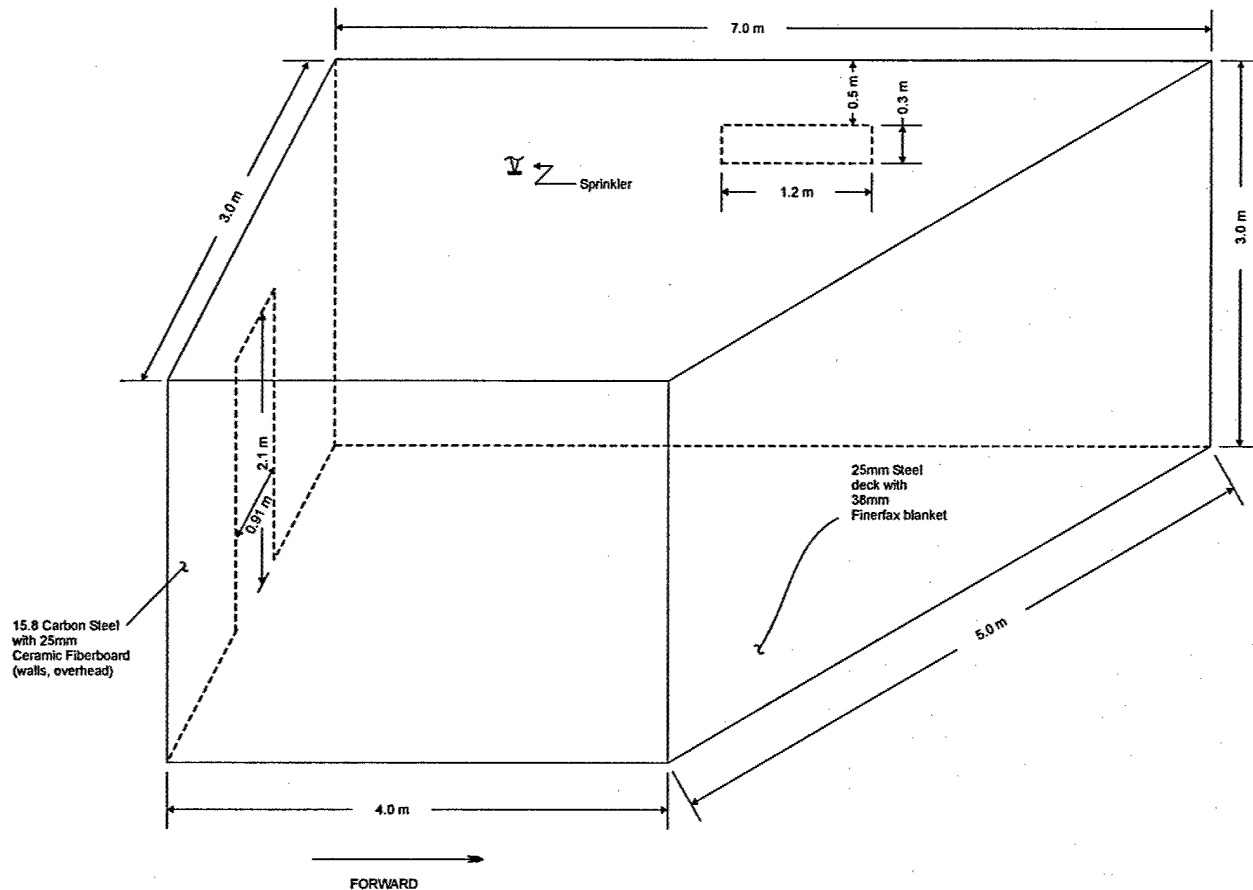 7.0 m
0.5 m
0.3 m
Sprinkler
1.2 m
3.0 m
3.0 m
2.1 m
0.91 m
25mm Steel
deck with
38mm
Finerfax blanket
15.8 Carbon Steel
with 25mm
Ceramic Fiberboard
(walls, overhead)
5.0 m
4.0 m
FORWARD